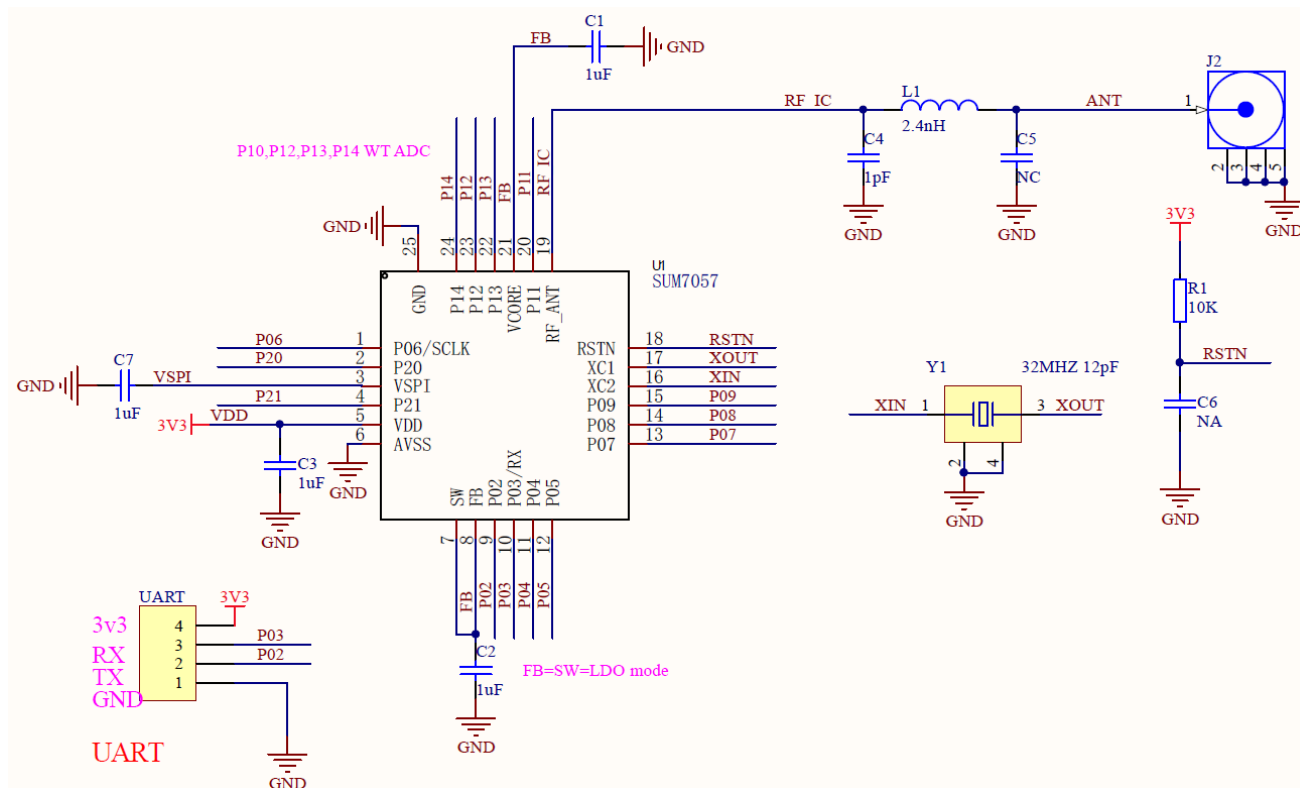 C1
FB
GND
1uF
J2
L1
RF_IC
ANT
1
2.4nH
C4
C5
1pF
NC
2
3
4
5
GND
GND
GND
P10,P12,P13,P14 WT ADC
P14
P12
P13
FB
P11
RF_IC
GND
25
24
23
22
21
20
19
U1
SUM7057
GND
P14
P12
P13
VCORE
P11
RF_ANT
3V3
R1
10K
RSTN
C6
NA
GND
P06
1
P06/SCLK
P20
2
P20
C7
GND
VSPI
3
VSPI
1uF
P21
4
P21
3V3
VDD
5
VDD
6
AVSS
C3
1uF
GND
GND
RSTN
18
RSTN
XC1
17
XOUT
XC2
16
XIN
P09
15
P09
P08
14
P08
P07
13
P07
Y1
32MHZ 12pF
XIN
1
3
XOUT
2
4
GND
SW
FB
P02
P03/RX
P04
P05
7
8
9
10
11
12
FB
P02
P03
P04
P05
C2
1uF
GND
FB=SW=LDO mode
UART
3V3
3v3
4
RX
3
P03
TX
2
P02
GND
1
GND
UART